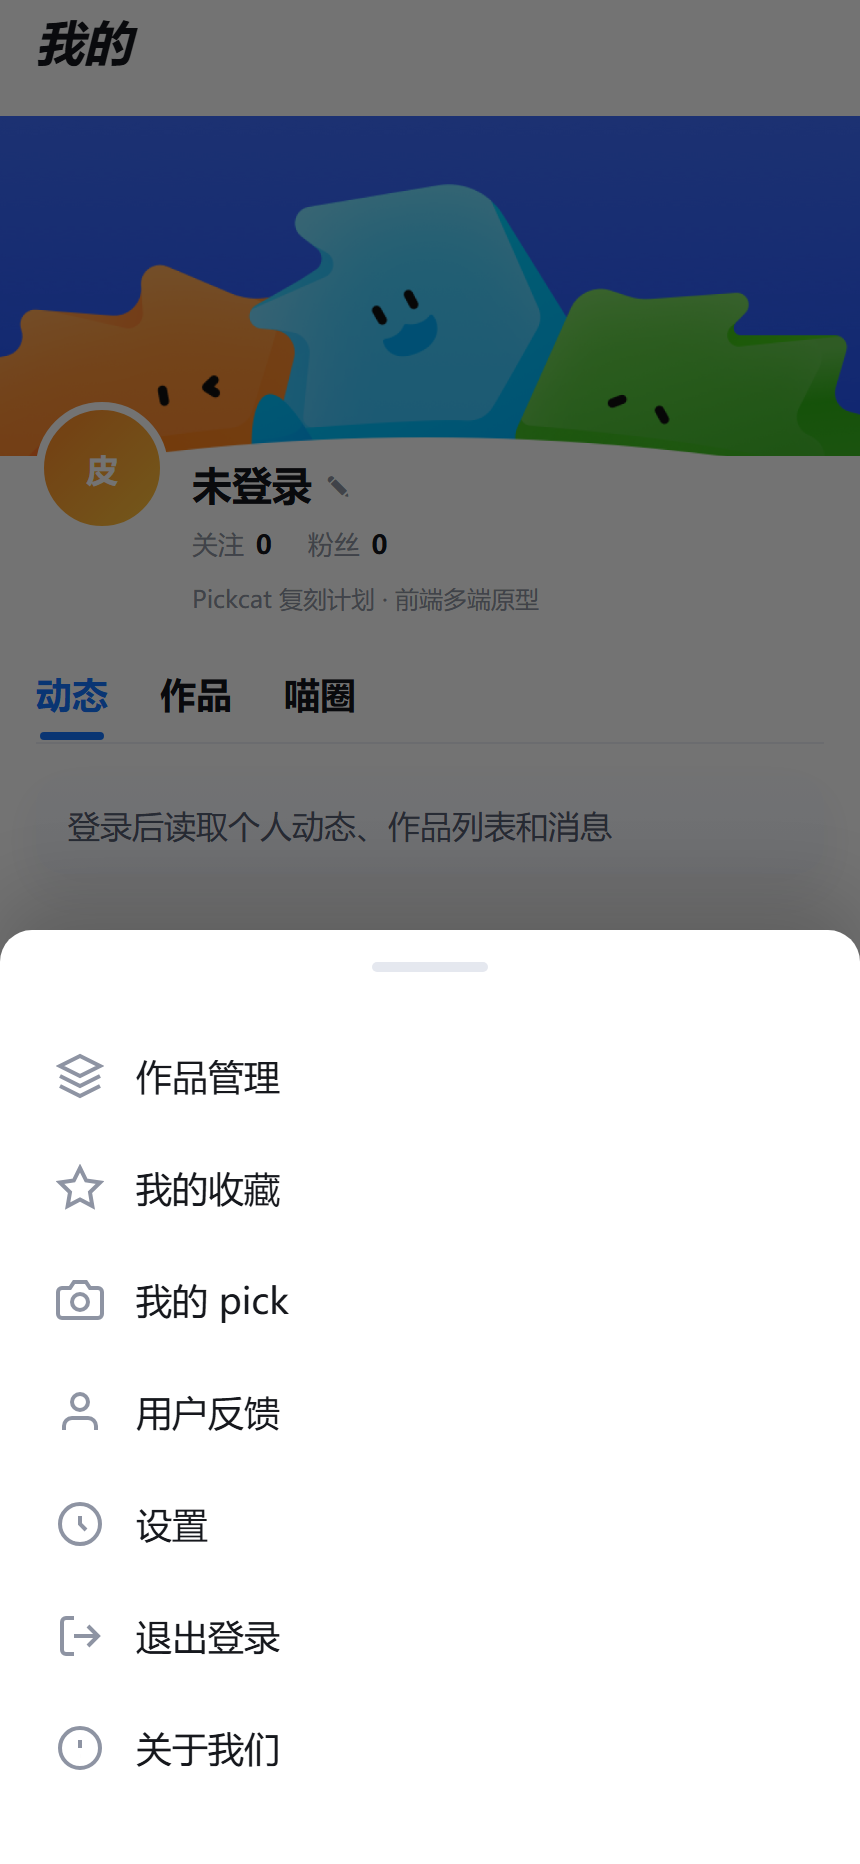 我的
皮
未登录
关注 0 粉丝 0
Pickcat 复刻计划 · 前端多端原型
动态 作品 喵圈
登录后读取个人动态、作品列表和消息
作品管理
我的收藏
我的 pick
用户反馈
设置
退出登录
关于我们